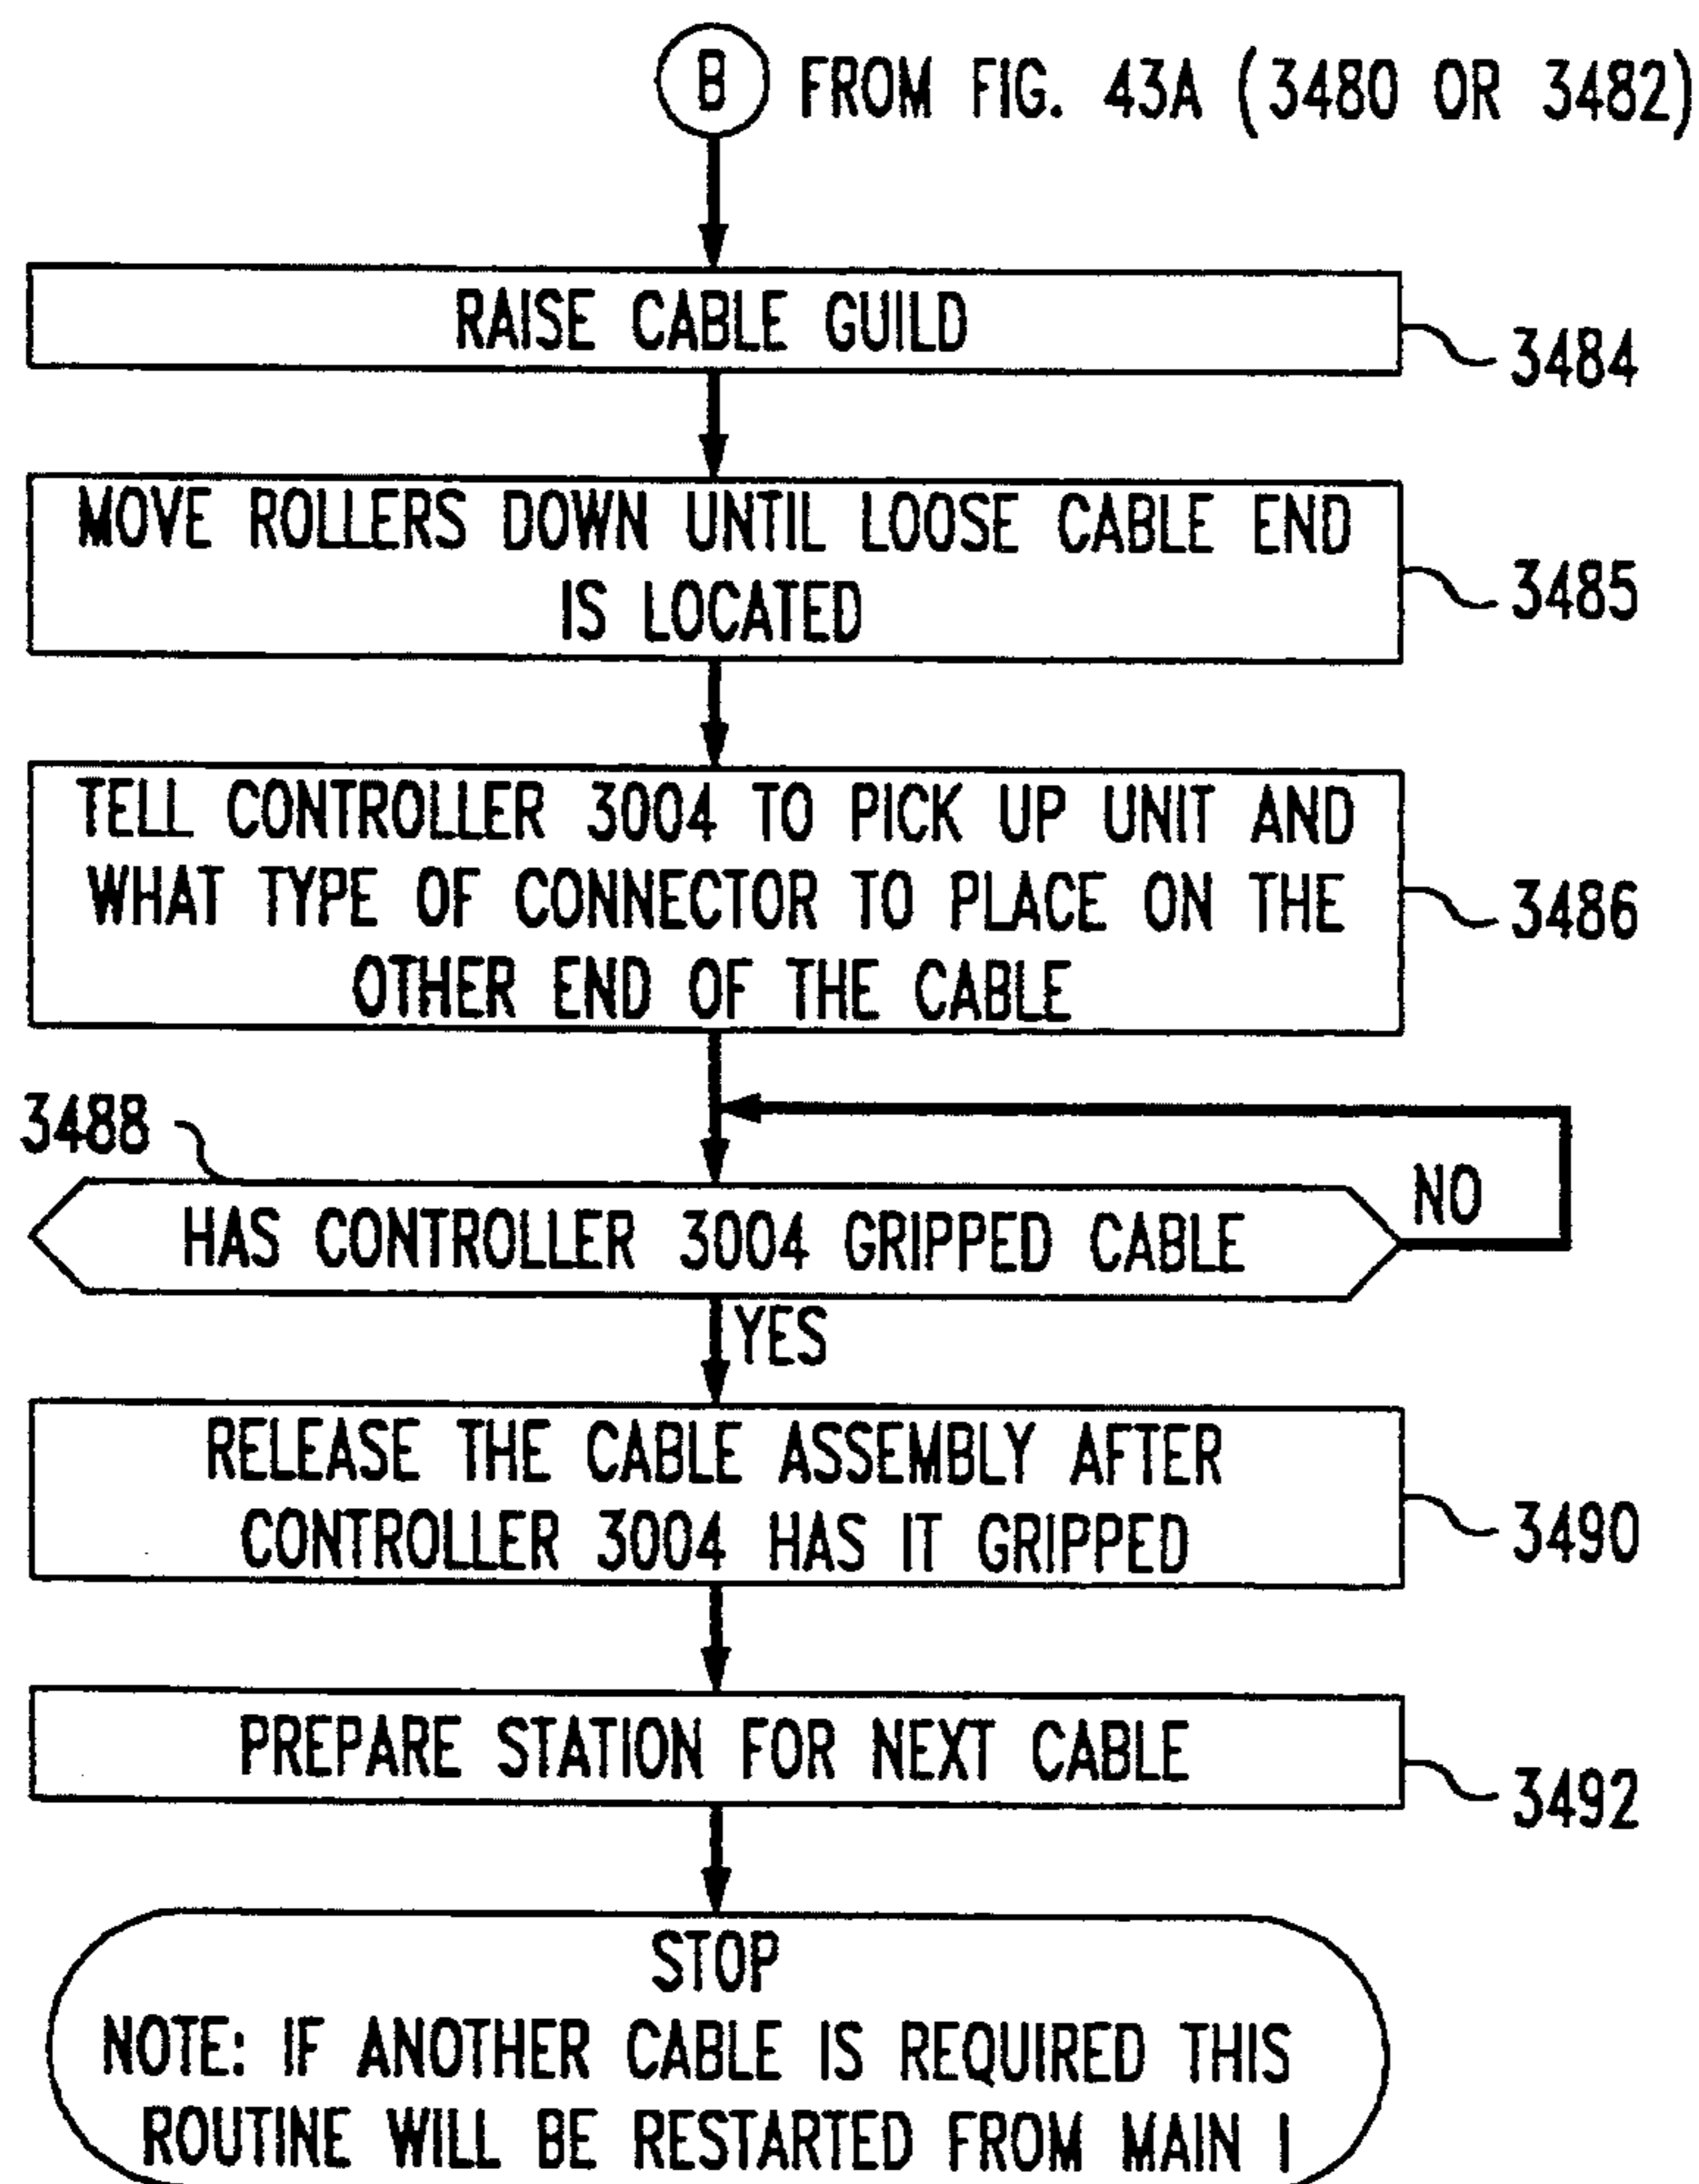 B FROM FIG. 43A (3480 OR 3482)
RAISE CABLE GUILD
3484
MOVE ROLLERS DOWN UNTIL LOOSE CABLE END
IS LOCATED
3485
TELL CONTROLLER 3004 TO PICK UP UNIT AND
WHAT TYPE OF CONNECTOR TO PLACE ON THE
OTHER END OF THE CABLE
3486
3488
NO
HAS CONTROLLER 3004 GRIPPED CABLE
YES
RELEASE THE CABLE ASSEMBLY AFTER
CONTROLLER 3004 HAS IT GRIPPED
3490
PREPARE STATION FOR NEXT CABLE
3492
STOP
NOTE: IF ANOTHER CABLE IS REQUIRED THIS
ROUTINE WILL BE RESTARTED FROM MAIN I